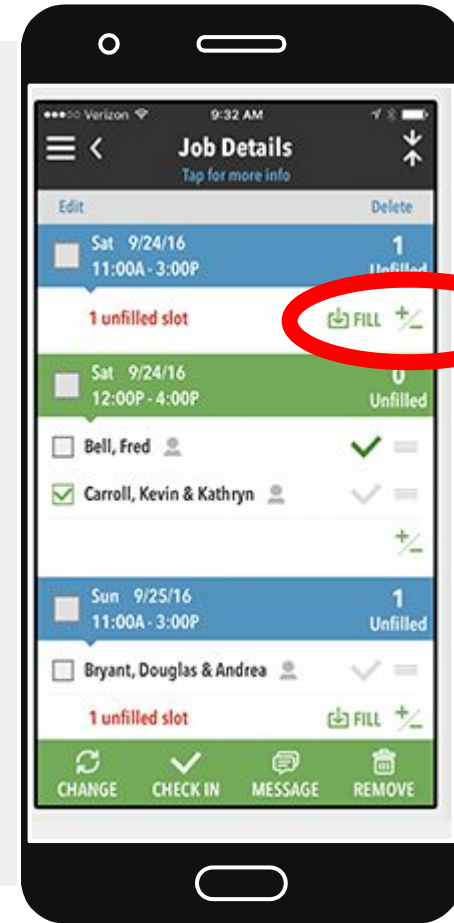 Verizon 9:32 AM
Job Details
Tap for more info
Edit Delete
Sat 9/24/16 1
11:00A - 3:00P Unfilled
1 unfilled slot FILL +/-
Sat 9/24/16 0
12:00P - 4:00P Unfilled
Bell, Fred
Carroll, Kevin & Kathryn
+/-
Sun 9/25/16 1
11:00A - 3:00P Unfilled
Bryant, Douglas & Andrea
1 unfilled slot FILL +/-
CHANGE CHECK IN MESSAGE REMOVE